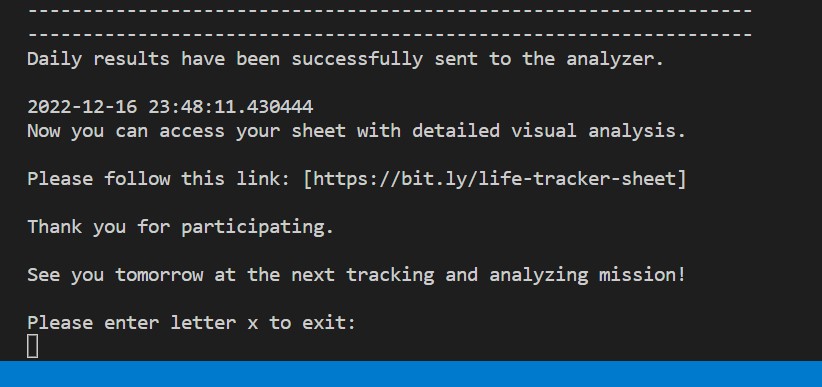 ------------------------------------------------------------------
------------------------------------------------------------------
Daily results have been successfully sent to the analyzer.
2022-12-16 23:48:11.430444
Now you can access your sheet with detailed visual analysis.
Please follow this link: [https://bit.ly/life-tracker-sheet]
Thank you for participating.
See you tomorrow at the next tracking and analyzing mission!
Please enter letter x to exit: